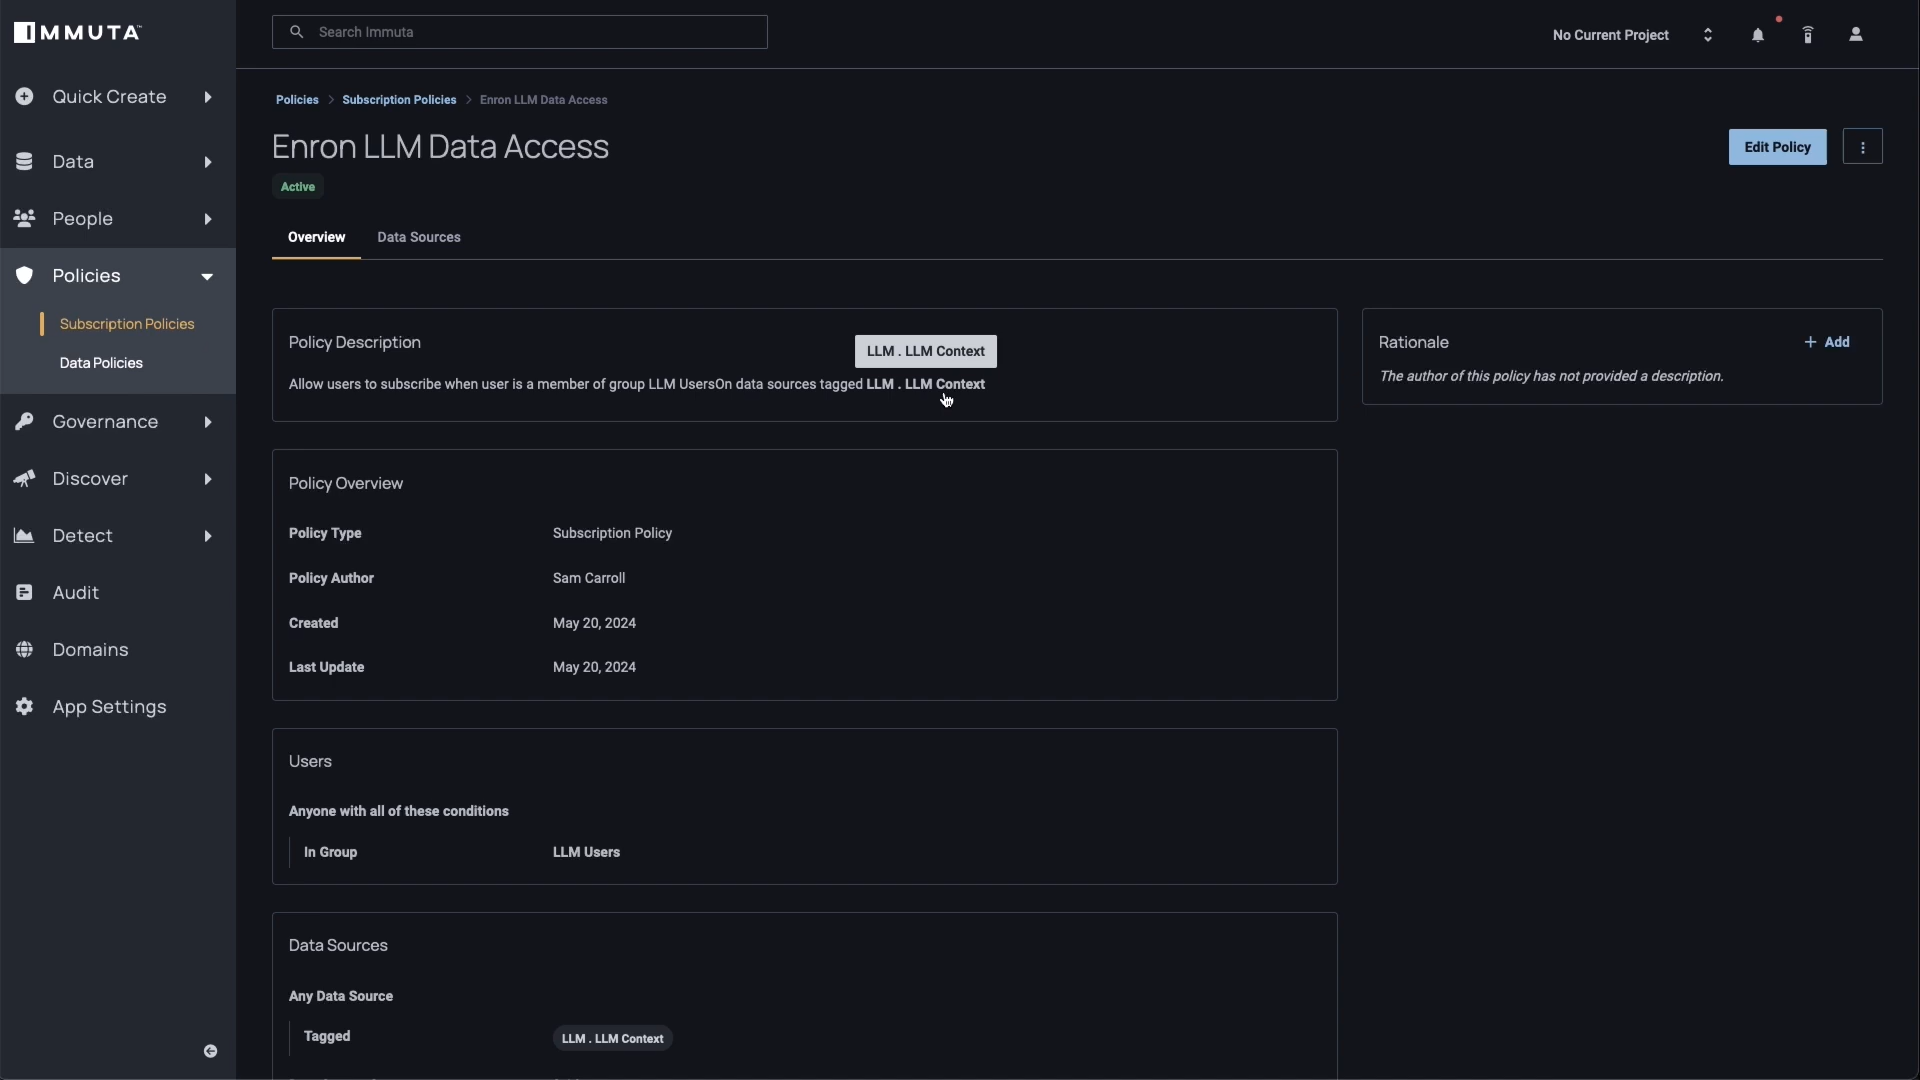 IMMUTA™
Search Immuta
No Current Project
Quick Create
Data
People
Policies
Subscription Policies
Data Policies
Governance
Discover
Detect
Audit
Domains
App Settings
Policies > Subscription Policies > Enron LLM Data Access
Enron LLM Data Access
Active
Edit Policy
Overview
Data Sources
Policy Description
LLM . LLM Context
Allow users to subscribe when user is a member of group LLM UsersOn data sources tagged LLM . LLM Context
Rationale
+ Add
The author of this policy has not provided a description.
Policy Overview
Policy Type Subscription Policy
Policy Author Sam Carroll
Created May 20, 2024
Last Update May 20, 2024
Users
Anyone with all of these conditions
In Group LLM Users
Data Sources
Any Data Source
Tagged LLM . LLM Context